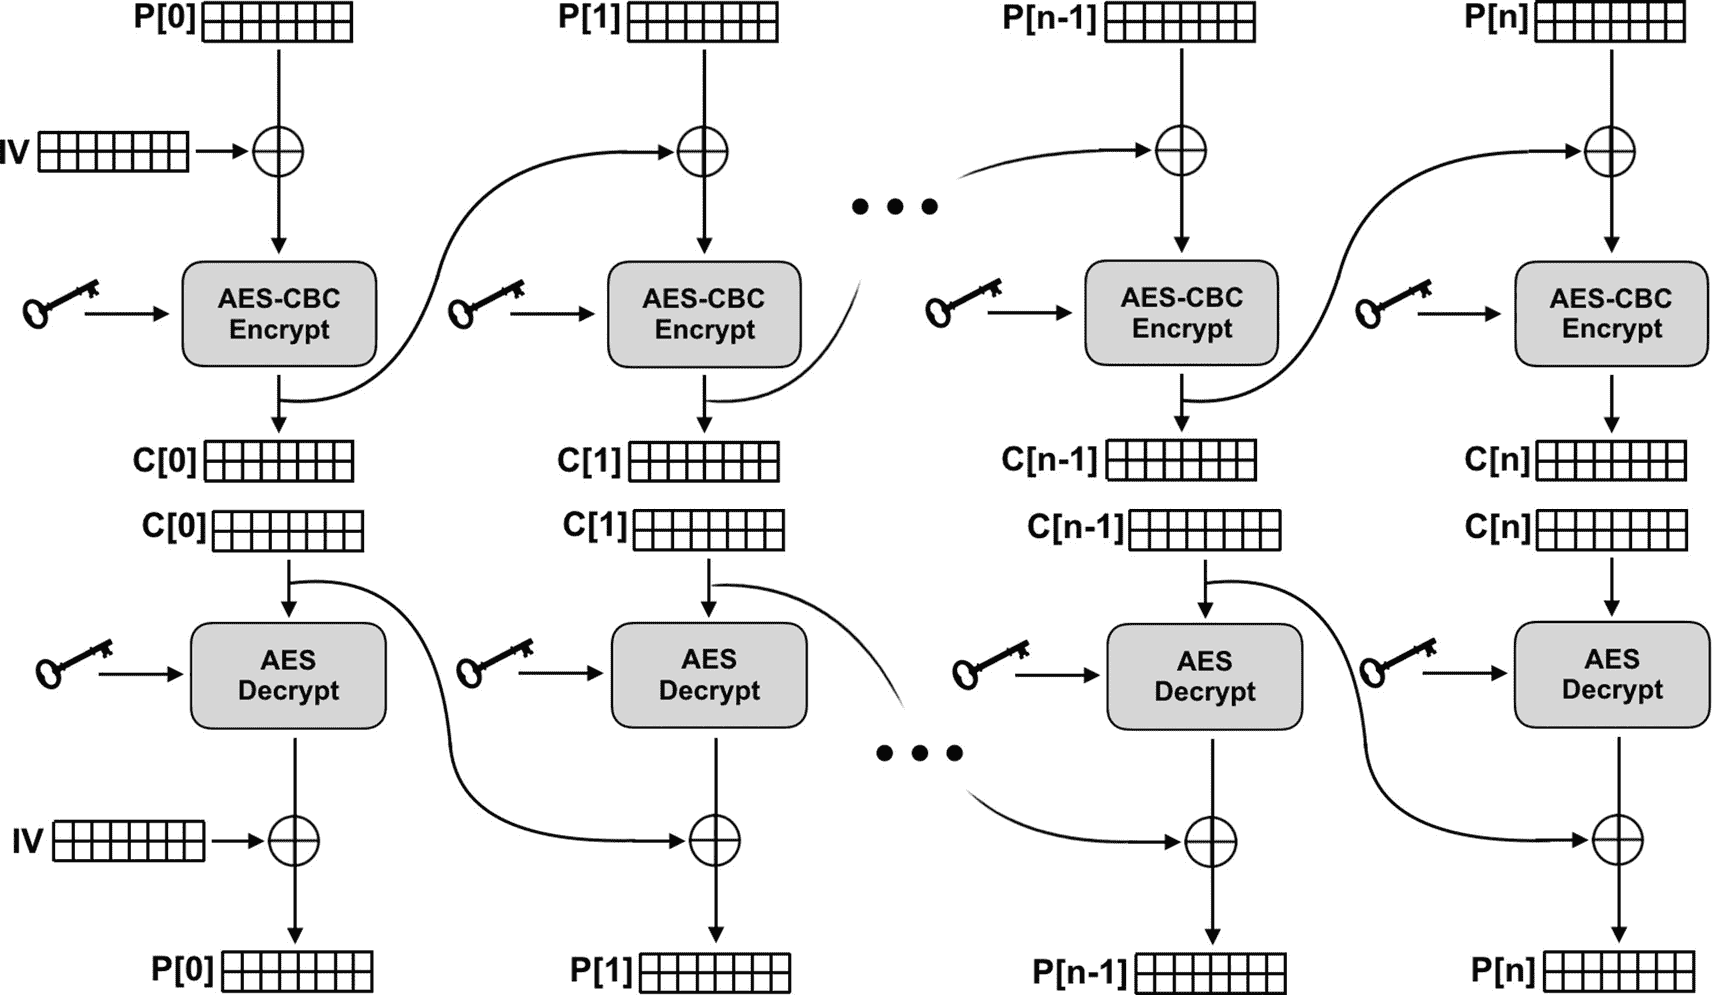 P[0]
P[1]
P[n-1]
P[n]
IV
AES-CBC
Encrypt
AES-CBC
Encrypt
AES-CBC
Encrypt
AES-CBC
Encrypt
C[0]
C[1]
C[n-1]
C[n]
C[0]
C[1]
C[n-1]
C[n]
AES
Decrypt
AES
Decrypt
AES
Decrypt
AES
Decrypt
IV
P[0]
P[1]
P[n-1]
P[n]